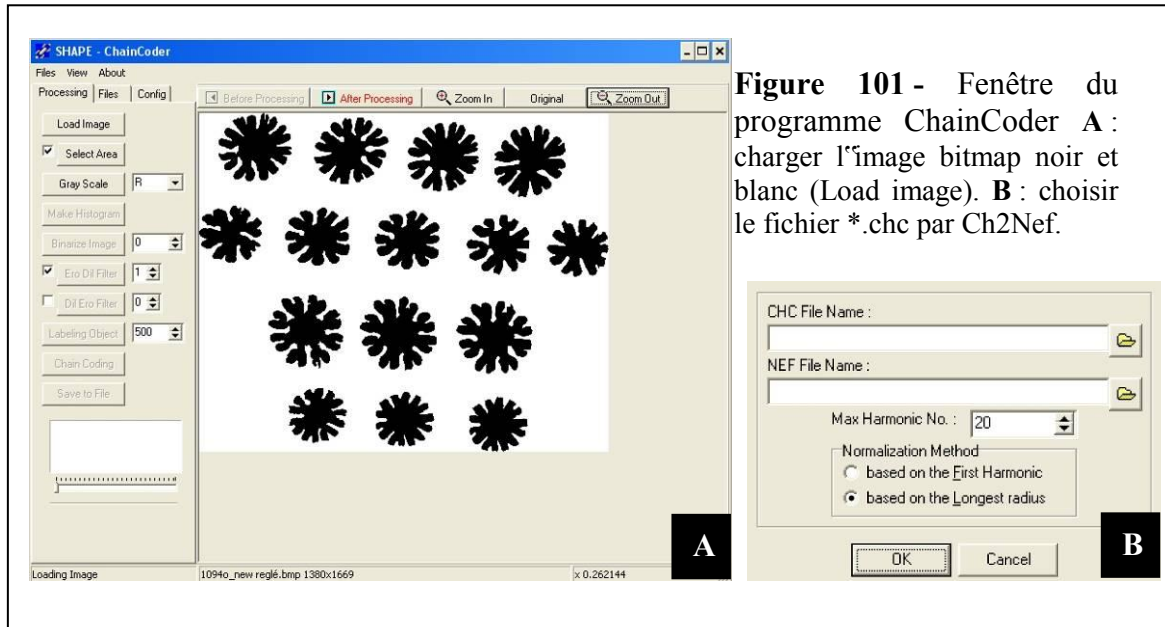 SHAPE - ChainCoder
Files View About
Processing Files Config
Before Processing After Processing Zoom In Original Zoom Out
Load Image
Select Area
Gray Scale R
Make Histogram
Binarize Image 0
Ero Dil Filter 1
Dil Ero Filter 0
Labeling Object 500
Chain Coding
Save to File
A
Loading Image 1094o_new reglé.bmp 1380x1669 x 0.262144
Figure 101 - Fenêtre du
programme ChainCoder A :
charger l‟image bitmap noir et
blanc (Load image). B : choisir
le fichier *.chc par Ch2Nef.
CHC File Name :
NEF File Name :
Max Harmonic No. : 20
Normalization Method
based on the First Harmonic
based on the Longest radius
OK Cancel
B